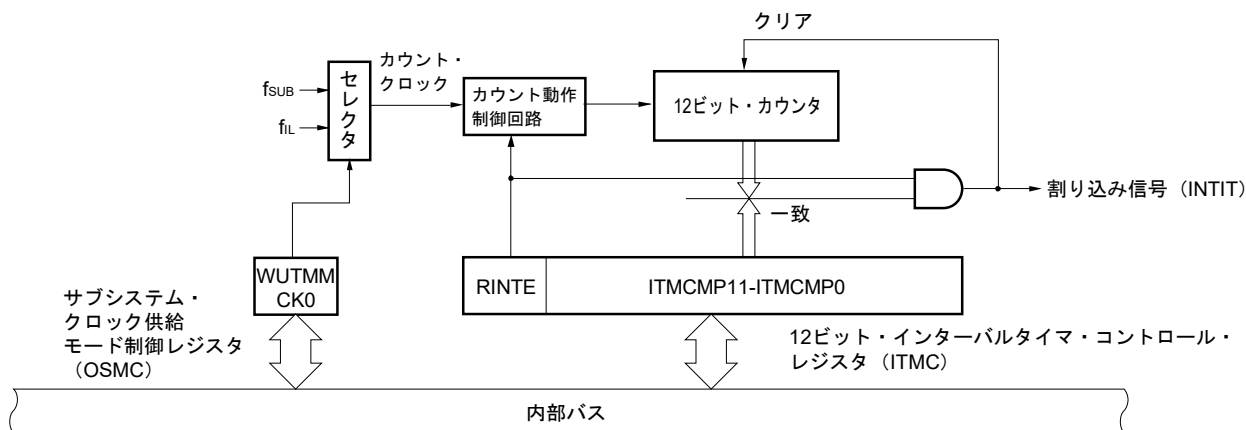 クリア
カウント・
クロック
セレクタ
fSUB
fIL
カウント動作
制御回路
12ビット・カウンタ
割り込み信号（INTIT）
一致
WUTMM
CK0
RINTE
ITMCMP11-ITMCMP0
サブシステム・
クロック供給
モード制御レジスタ
（OSMC）
12ビット・インターバルタイマ・コントロール・
レジスタ（ITMC）
内部バス